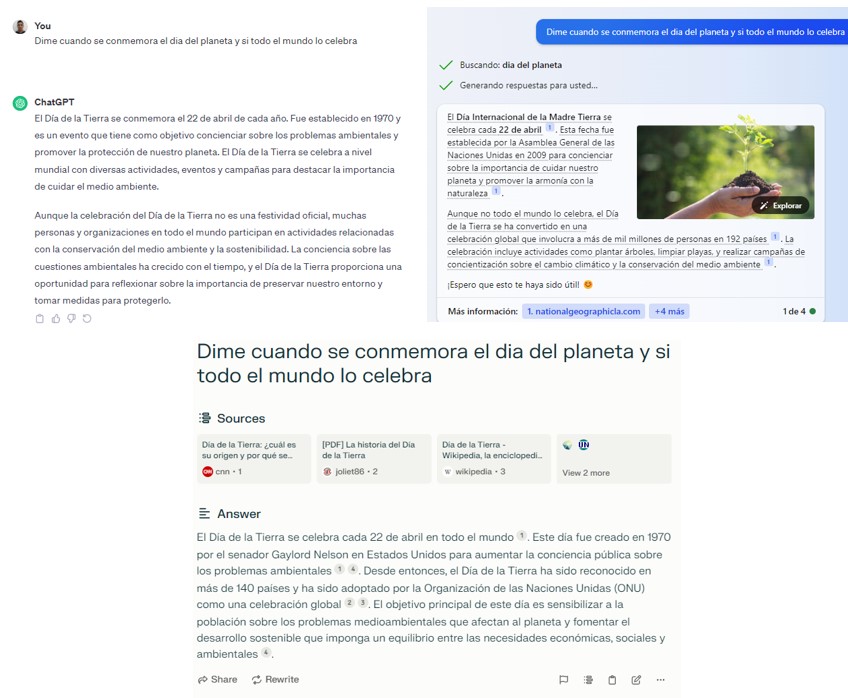 You
Dime cuando se conmemora el dia del planeta y si todo el mundo lo celebra
ChatGPT
El Día de la Tierra se conmemora el 22 de abril de cada año. Fue establecido en 1970 y
es un evento que tiene como objetivo concienciar sobre los problemas ambientales y
promover la protección de nuestro planeta. El Día de la Tierra se celebra a nivel
mundial con diversas actividades, eventos y campañas para destacar la importancia
de cuidar el medio ambiente.
Aunque la celebración del Día de la Tierra no es una festividad oficial, muchas
personas y organizaciones en todo el mundo participan en actividades relacionadas
con la conservación del medio ambiente y la sostenibilidad. La conciencia sobre las
cuestiones ambientales ha crecido con el tiempo, y el Día de la Tierra proporciona una
oportunidad para reflexionar sobre la importancia de preservar nuestro entorno y
tomar medidas para protegerlo.
Dime cuando se conmemora el dia del planeta y si todo el mundo lo celebra
Buscando: dia del planeta
Generando respuestas para usted...
El Día Internacional de la Madre Tierra se
celebra cada 22 de abril 1. Esta fecha fue
establecida por la Asamblea General de las
Naciones Unidas en 2009 para concienciar
sobre la importancia de cuidar nuestro
planeta y promover la armonía con la
naturaleza 1.
Explorar
Aunque no todo el mundo lo celebra, el Día
de la Tierra se ha convertido en una
celebración global que involucra a más de mil millones de personas en 192 países 1. La
celebración incluye actividades como plantar árboles, limpiar playas, y realizar campañas de
concientización sobre el cambio climático y la conservación del medio ambiente 1.
¡Espero que esto te haya sido útil! 😊
Más información: 1. nationalgeographicla.com +4 más 1 de 4
Dime cuando se conmemora el dia del planeta y si
todo el mundo lo celebra
Sources
Día de la Tierra: ¿cuál es
su origen y por qué se...
cnn • 1
[PDF] La historia del Día
de la Tierra
joliet86 • 2
Día de la Tierra -
Wikipedia, la enciclopedi...
W wikipedia • 3
View 2 more
Answer
El Día de la Tierra se celebra cada 22 de abril en todo el mundo 1. Este día fue creado en 1970
por el senador Gaylord Nelson en Estados Unidos para aumentar la conciencia pública sobre
los problemas ambientales 1 4. Desde entonces, el Día de la Tierra ha sido reconocido en
más de 140 países y ha sido adoptado por la Organización de las Naciones Unidas (ONU)
como una celebración global 2 3. El objetivo principal de este día es sensibilizar a la
población sobre los problemas medioambientales que afectan al planeta y fomentar el
desarrollo sostenible que imponga un equilibrio entre las necesidades económicas, sociales y
ambientales 4.
Share Rewrite